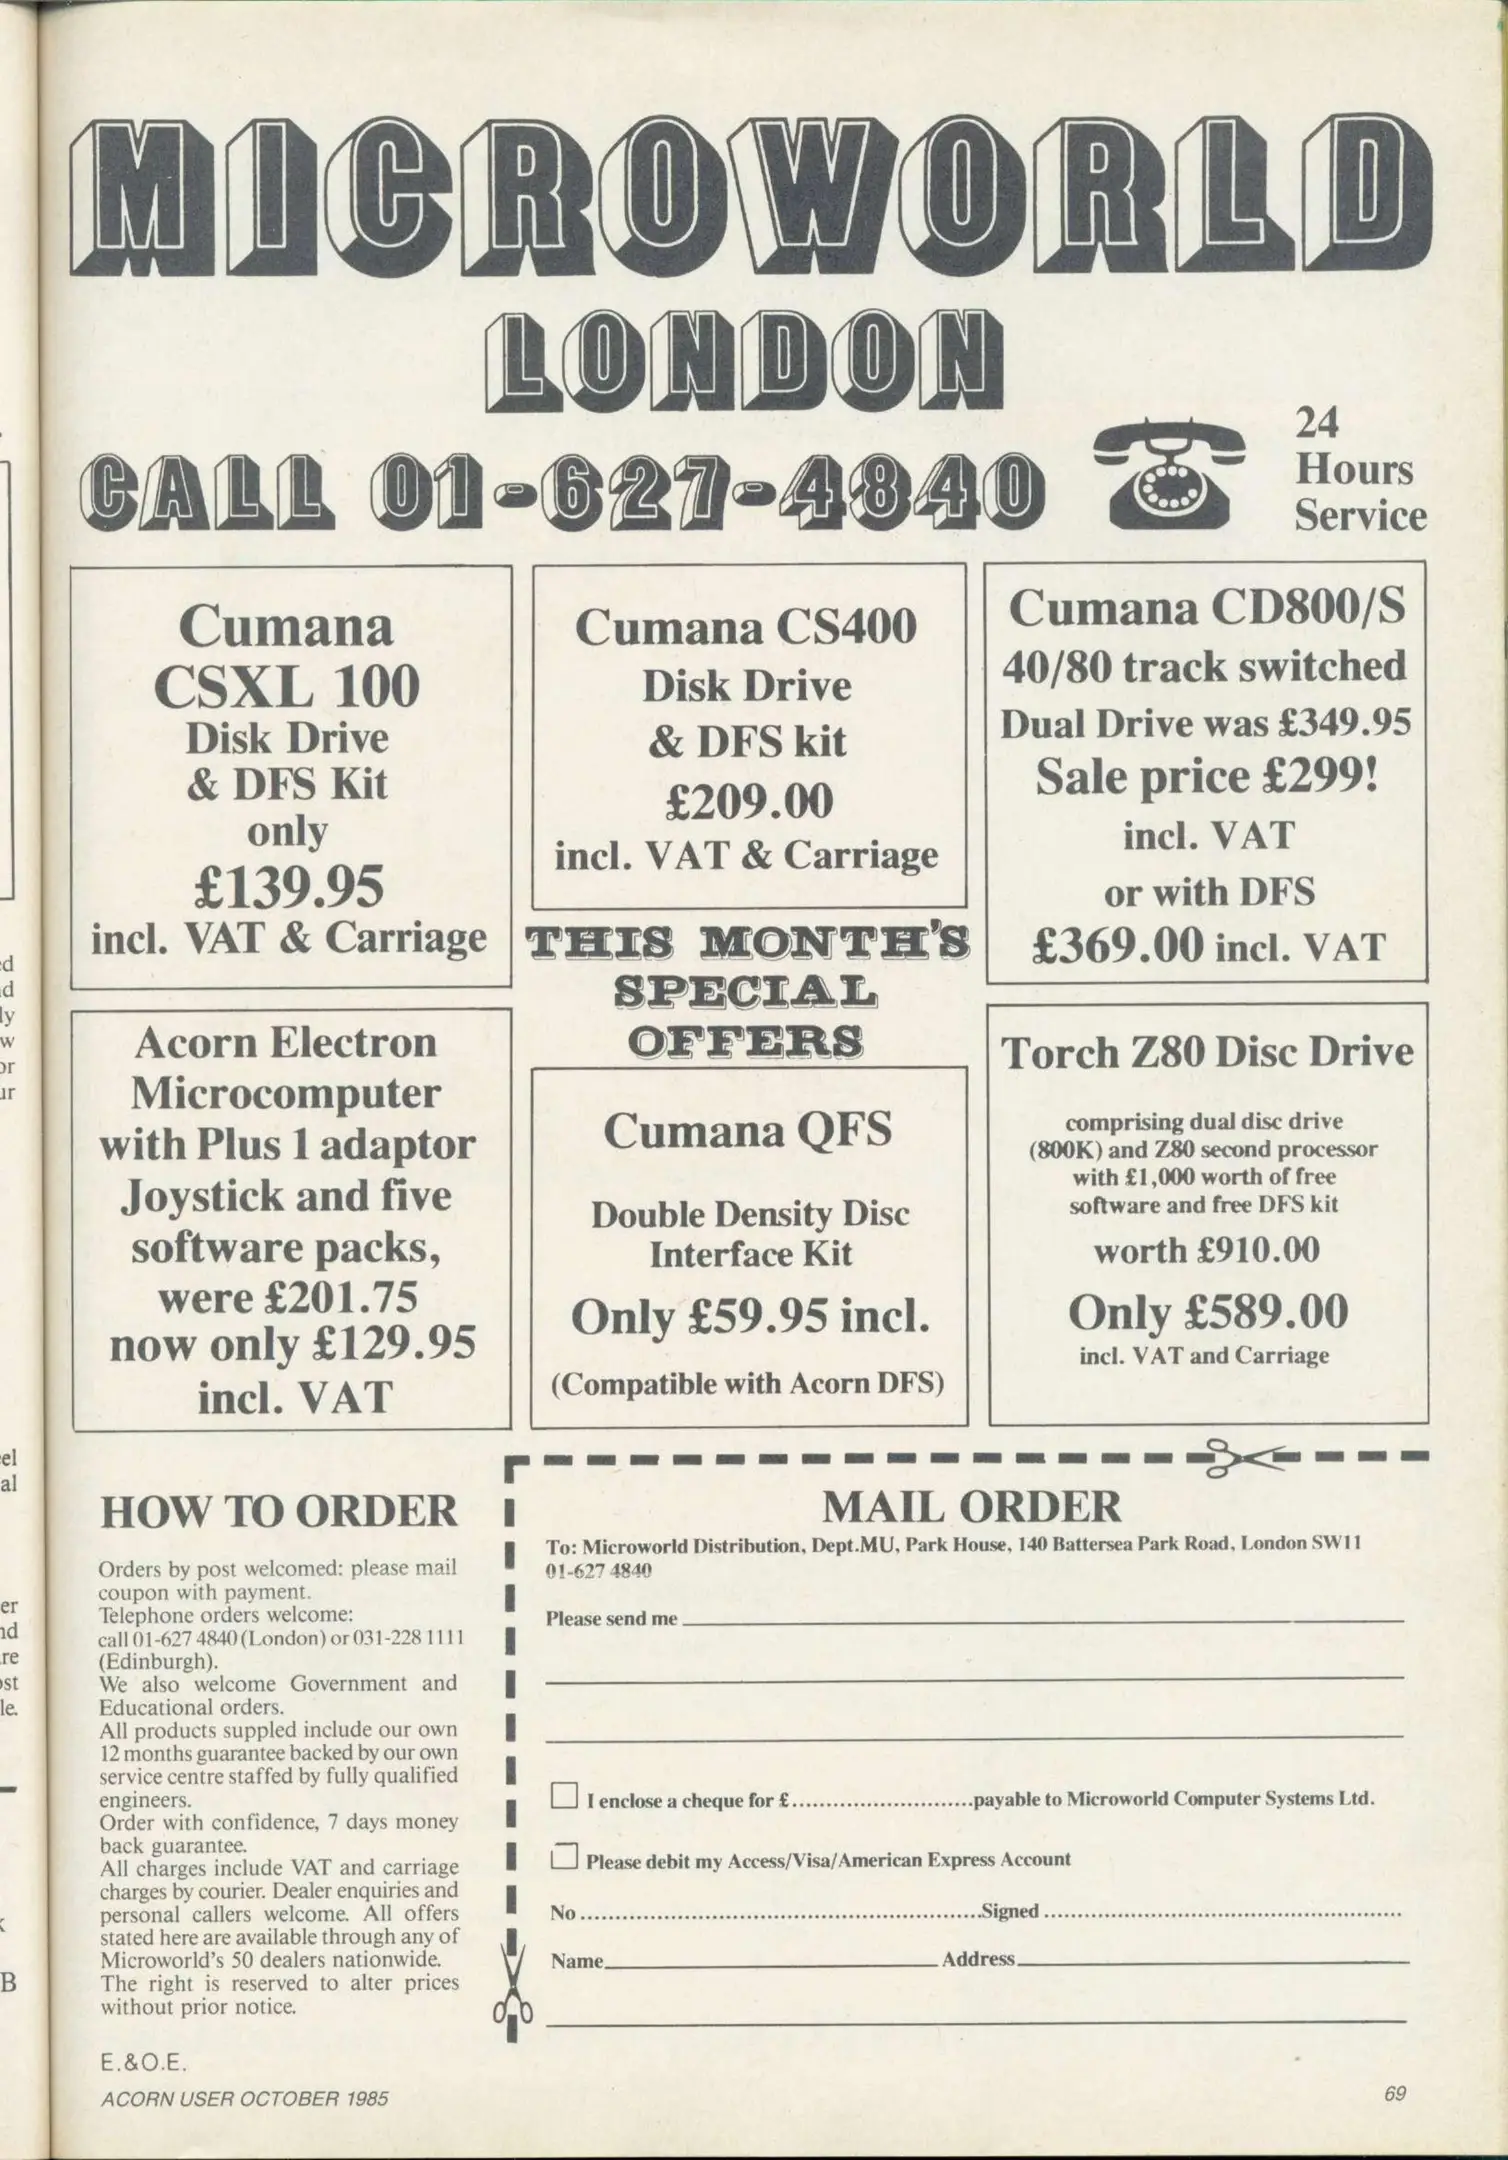 MICROWORLD
LONDON
CALL 01-627-4840
24
Hours
Service
Cumana
CSXL 100
Disk Drive
& DFS Kit
only
£139.95
incl. VAT & Carriage
Cumana CS400
Disk Drive
& DFS kit
£209.00
incl. VAT & Carriage
Cumana CD800/S
40/80 track switched
Dual Drive was £349.95
Sale price £299!
incl. VAT
or with DFS
£369.00 incl. VAT
THIS MONTH'S
SPECIAL
OFFERS
Acorn Electron
Microcomputer
with Plus 1 adaptor
Joystick and five
software packs,
were £201.75
now only £129.95
incl. VAT
Cumana QFS
Double Density Disc
Interface Kit
Only £59.95 incl.
(Compatible with Acorn DFS)
Torch Z80 Disc Drive
comprising dual disc drive
(800K) and Z80 second processor
with £1,000 worth of free
software and free DFS kit
worth £910.00
Only £589.00
incl. VAT and Carriage
HOW TO ORDER
Orders by post welcomed: please mail
coupon with payment.
Telephone orders welcome:
call 01-627 4840 (London) or 031-228 1111
(Edinburgh).
We also welcome Government and
Educational orders.
All products suppled include our own
12 months guarantee backed by our own
service centre staffed by fully qualified
engineers.
Order with confidence, 7 days money
back guarantee.
All charges include VAT and carriage
charges by courier. Dealer enquiries and
personal callers welcome. All offers
stated here are available through any of
Microworld's 50 dealers nationwide.
The right is reserved to alter prices
without prior notice.
E.&O.E.
MAIL ORDER
To: Microworld Distribution, Dept.MU, Park House, 140 Battersea Park Road, London SW11
01-627 4840
Please send me
I enclose a cheque for £..........................payable to Microworld Computer Systems Ltd.
Please debit my Access/Visa/American Express Account
No..........................................................Signed....................................................
Name Address
ACORN USER OCTOBER 1985
69